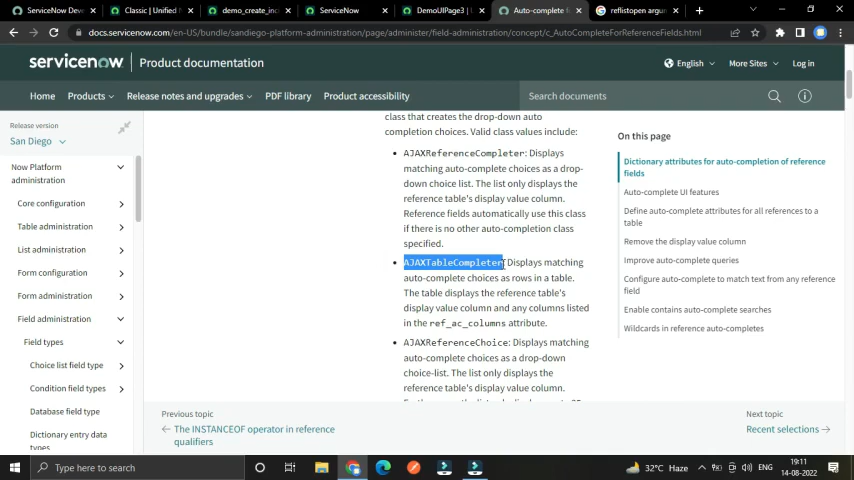 ServiceNow Deve
Classic | Unified N
demo_create_inc
ServiceNow
DemoUIPage3 | U
Auto-complete f
reflistopen argum
docs.servicenow.com/en-US/bundle/sandiego-platform-administration/page/administer/field-administration/concept/c_AutoCompleteForReferenceFields.html
servicenow Product documentation
English
More Sites
Log in
Home
Products
Release notes and upgrades
PDF library
Product accessibility
Search documents
Release version
San Diego
Now Platform
administration
Core configuration
Table administration
List administration
Form configuration
Form administration
Field administration
Field types
Choice list field type
Condition field types
Database field type
Dictionary entry data
types
class that creates the drop-down auto
completion choices. Valid class values include:
• AJAXReferenceCompleter: Displays
matching auto-complete choices as a drop-
down choice list. The list only displays the
reference table's display value column.
Reference fields automatically use this class
if there is no other auto-completion class
specified.
• AJAXTableCompleter: Displays matching
auto-complete choices as rows in a table.
The table displays the reference table's
display value column and any columns listed
in the ref_ac_columns attribute.
• AJAXReferenceChoice: Displays matching
auto-complete choices as a drop-down
choice-list. The list only displays the
reference table's display value column.
On this page
Dictionary attributes for auto-completion of reference
fields
Auto-complete UI features
Define auto-complete attributes for all references to a
table
Remove the display value column
Improve auto-complete queries
Configure auto-complete to match text from any reference
field
Enable contains auto-complete searches
Wildcards in reference auto-completes
Previous topic
← The INSTANCEOF operator in reference
qualifiers
Next topic
Recent selections →
Type here to search
32°C Haze
ENG
19:11
14-08-2022